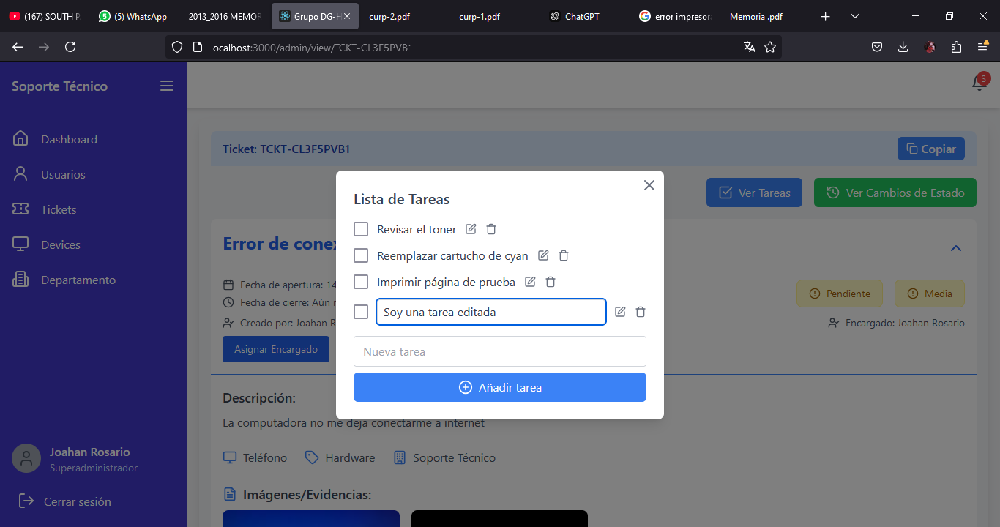 (167) SOUTH P
(5) WhatsApp
2013_2016 MEMOR
Grupo DG-H
curp-2.pdf
curp-1.pdf
ChatGPT
error impresora
Memoria .pdf
localhost:3000/admin/view/TCKT-CL3F5PVB1
Soporte Técnico
3
Dashboard
Usuarios
Tickets
Devices
Departamento
Joahan Rosario
Superadministrador
Cerrar sesión
Ticket: TCKT-CL3F5PVB1
Copiar
Ver Tareas
Ver Cambios de Estado
Error de conex
Fecha de apertura: 14
Fecha de cierre: Aún n
Creado por: Joahan R
Pendiente
Media
Encargado: Joahan Rosario
Asignar Encargado
Lista de Tareas
Revisar el toner
Reemplazar cartucho de cyan
Imprimir página de prueba
Soy una tarea editada
Nueva tarea
Añadir tarea
Descripción:
La computadora no me deja conectarme a internet
Teléfono
Hardware
Soporte Técnico
Imágenes/Evidencias: